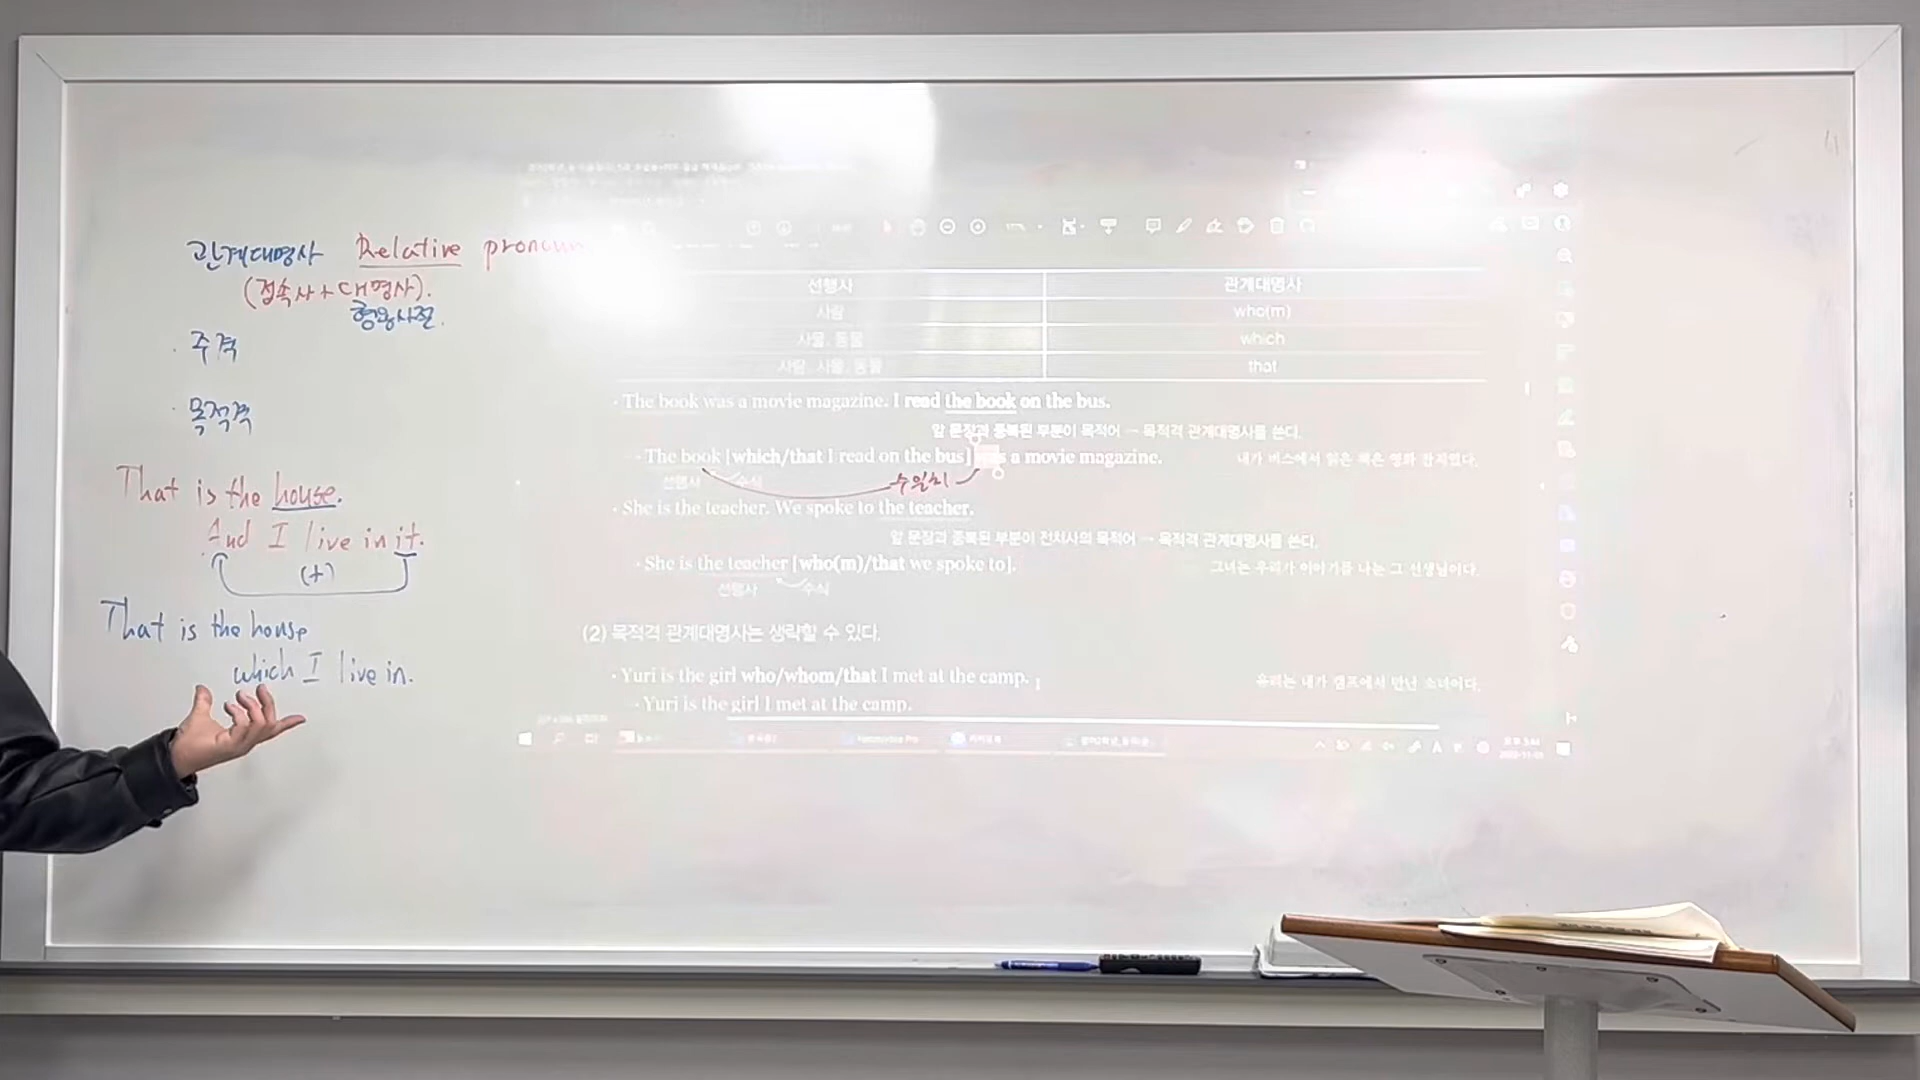 관계대명사 Relative pronoun
(접속사+대명사).
형용사절.
· 주격
· 목적격
That is the house.
And I live in it.
(+)
That is the house
which I live in.
선행사 관계대명사
사람 who(m)
사물, 동물 which
사람, 사물, 동물 that
· The book was a movie magazine. I read the book on the bus.
앞 문장과 중복된 부분이 목적어 → 목적격 관계대명사를 쓴다.
The book [which/that I read on the bus] was a movie magazine. 내가 버스에서 읽은 책은 영화 잡지였다.
선행사 수식 수일치
· She is the teacher. We spoke to the teacher.
앞 문장과 중복된 부분이 전치사의 목적어 → 목적격 관계대명사를 쓴다.
She is the teacher [who(m)/that we spoke to]. 그녀는 우리가 이야기를 나눈 그 선생님이다.
선행사 수식
(2) 목적격 관계대명사는 생략할 수 있다.
· Yuri is the girl who/whom/that I met at the camp. 유리는 내가 캠프에서 만난 소녀이다.
Yuri is the girl I met at the camp.